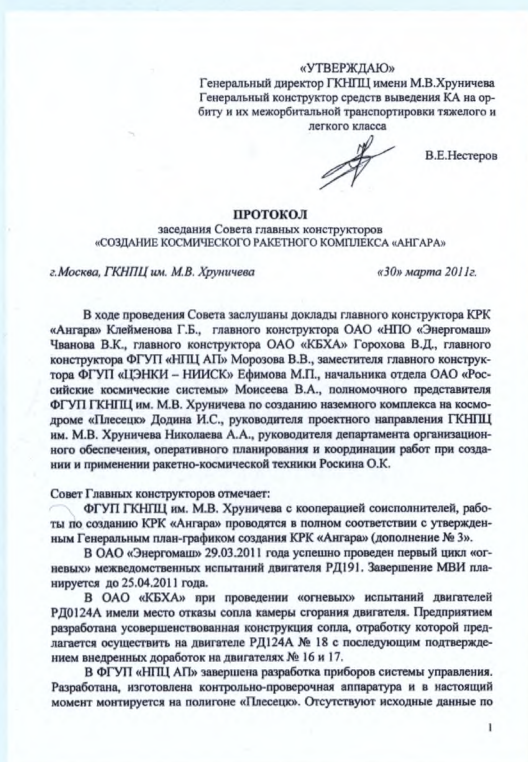 «УТВЕРЖДАЮ»
Генеральный директор ГКНПЦ имени М.В.Хруничева
Генеральный конструктор средств выведения КА на ор-
биту и их межорбитальной транспортировки тяжелого и
легкого класса
В.Е.Нестеров
ПРОТОКОЛ
заседания Совета главных конструкторов
«СОЗДАНИЕ КОСМИЧЕСКОГО РАКЕТНОГО КОМПЛЕКСА «АНГАРА»
г.Москва, ГКНПЦ им. М.В. Хруничева «30» марта 2011г.
В ходе проведения Совета заслушаны доклады главного конструктора КРК
«Ангара» Клейменова Г.Б., главного конструктора ОАО «НПО «Энергомаш»
Чванова В.К., главного конструктора ОАО «КБХА» Горохова В.Д., главного
конструктора ФГУП «НПЦ АП» Морозова В.В., заместителя главного конструк-
тора ФГУП «ЦЭНКИ – НИИСК» Ефимова М.П., начальника отдела ОАО «Рос-
сийские космические системы» Моисеева В.А., полномочного представителя
ФГУП ГКНПЦ им. М.В. Хруничева по созданию наземного комплекса на космо-
дроме «Плесецк» Додина И.С., руководителя проектного направления ГКНПЦ
им. М.В. Хруничева Николаева А.А., руководителя департамента организацион-
ного обеспечения, оперативного планирования и координации работ при созда-
нии и применении ракетно-космической техники Роскина О.К.
Совет Главных конструкторов отмечает:
ФГУП ГКНПЦ им. М.В. Хруничева с кооперацией соисполнителей, рабо-
ты по созданию КРК «Ангара» проводятся в полном соответствии с утвержден-
ным Генеральным план-графиком создания КРК «Ангара» (дополнение № 3».
В ОАО «Энергомаш» 29.03.2011 года успешно проведен первый цикл «ог-
невых» межведомственных испытаний двигателя РД191. Завершение МВИ пла-
нируется до 25.04.2011 года.
В ОАО «КБХА» при проведении «огневых» испытаний двигателей
РД0124А имели место отказы сопла камеры сгорания двигателя. Предприятием
разработана усовершенствованная конструкция сопла, отработку которой пред-
лагается осуществить на двигателе РД124А № 18 с последующим подтвержде-
нием внедренных доработок на двигателях № 16 и 17.
В ФГУП «НПЦ АП» завершена разработка приборов системы управления.
Разработана, изготовлена контрольно-проверочная аппаратура и в настоящий
момент монтируется на полигоне «Плесецк». Отсутствуют исходные данные по
1